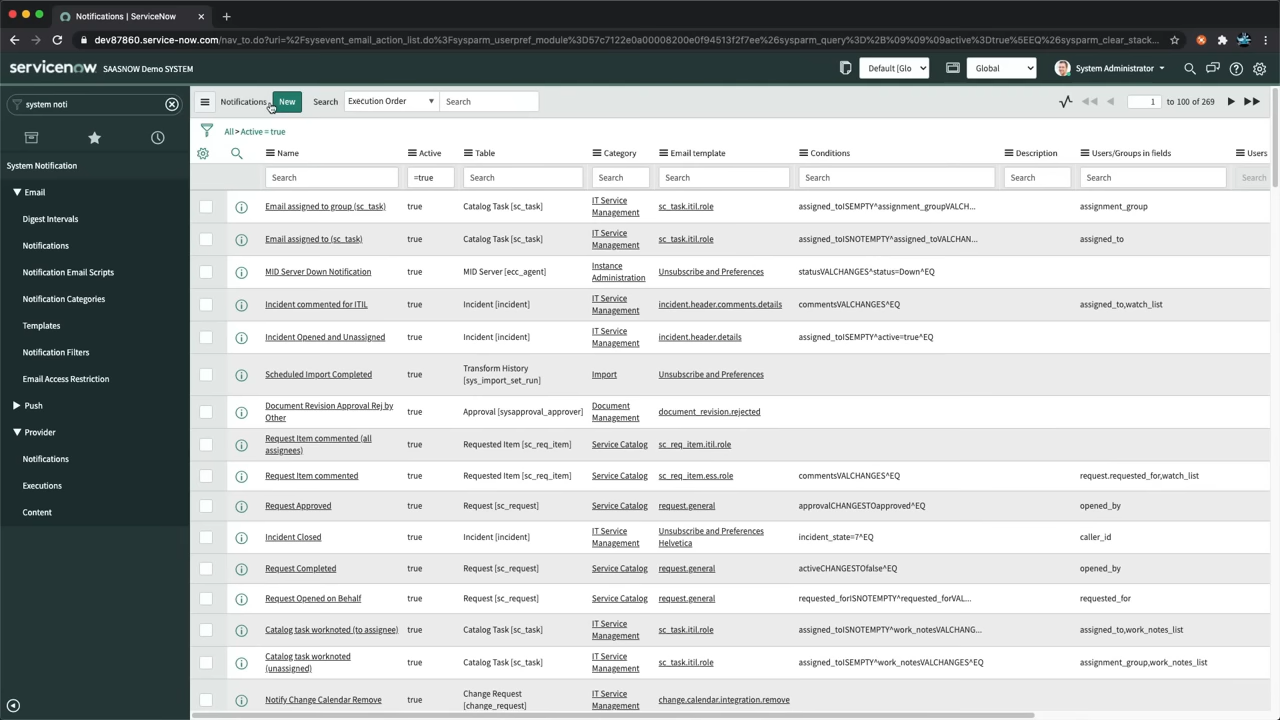 Notifications | ServiceNow
dev87860.service-now.com/nav_to.do?uri=%2Fsysevent_email_action_list.do%3Fsysparm_userpref_module%3D57c7122e0a0008200e0f94513f2f7ee%26sysparm_query%3D%2B%09%09%09active%3Dtrue%5EEQ%26sysparm_clear_stack...
servicenow SAASNOW Demo SYSTEM
Default [Glo
Global
System Administrator
system noti
Notifications New Search Execution Order Search
1 to 100 of 269
All > Active = true
System Notification
Email
Digest Intervals
Notifications
Notification Email Scripts
Notification Categories
Templates
Notification Filters
Email Access Restriction
Push
Provider
Notifications
Executions
Content
Name Active Table Category Email template Conditions Description Users/Groups in fields Users
Search =true Search Search Search Search Search Search Search
Email assigned to group (sc_task) true Catalog Task [sc_task] IT Service Management sc_task.itil.role assigned_toISEMPTY^assignment_groupVALCH... assignment_group
Email assigned to (sc_task) true Catalog Task [sc_task] IT Service Management sc_task.itil.role assigned_toISNOTEMPTY^assigned_toVALCHAN... assigned_to
MID Server Down Notification true MID Server [ecc_agent] Instance Administration Unsubscribe and Preferences statusVALCHANGES^status=Down^EQ
Incident commented for ITIL true Incident [incident] IT Service Management incident.header.comments.details commentsVALCHANGES^EQ assigned_to,watch_list
Incident Opened and Unassigned true Incident [incident] IT Service Management incident.header.details assigned_toISEMPTY^active=true^EQ
Scheduled Import Completed true Transform History [sys_import_set_run] Import Unsubscribe and Preferences
Document Revision Approval Rej by Other true Approval [sysapproval_approver] Document Management document_revision.rejected
Request Item commented (all assignees) true Requested Item [sc_req_item] Service Catalog sc_req_item.itil.role
Request Item commented true Requested Item [sc_req_item] Service Catalog sc_req_item.ess.role commentsVALCHANGES^EQ request.requested_for,watch_list
Request Approved true Request [sc_request] Service Catalog request.general approvalCHANGESTOapproved^EQ opened_by
Incident Closed true Incident [incident] IT Service Management Unsubscribe and Preferences Helvetica incident_state=7^EQ caller_id
Request Completed true Request [sc_request] Service Catalog request.general activeCHANGESTOfalse^EQ opened_by
Request Opened on Behalf true Request [sc_request] Service Catalog request.general requested_forISNOTEMPTY^requested_forVAL... requested_for
Catalog task worknoted (to assignee) true Catalog Task [sc_task] IT Service Management sc_task.itil.role assigned_toISNOTEMPTY^work_notesVALCHANG... assigned_to,work_notes_list
Catalog task worknoted (unassigned) true Catalog Task [sc_task] IT Service Management sc_task.itil.role assigned_toISEMPTY^work_notesVALCHANGES^EQ assignment_group,work_notes_list
Notify Change Calendar Remove true Change Request [change_request] IT Service Management change.calendar.integration.remove